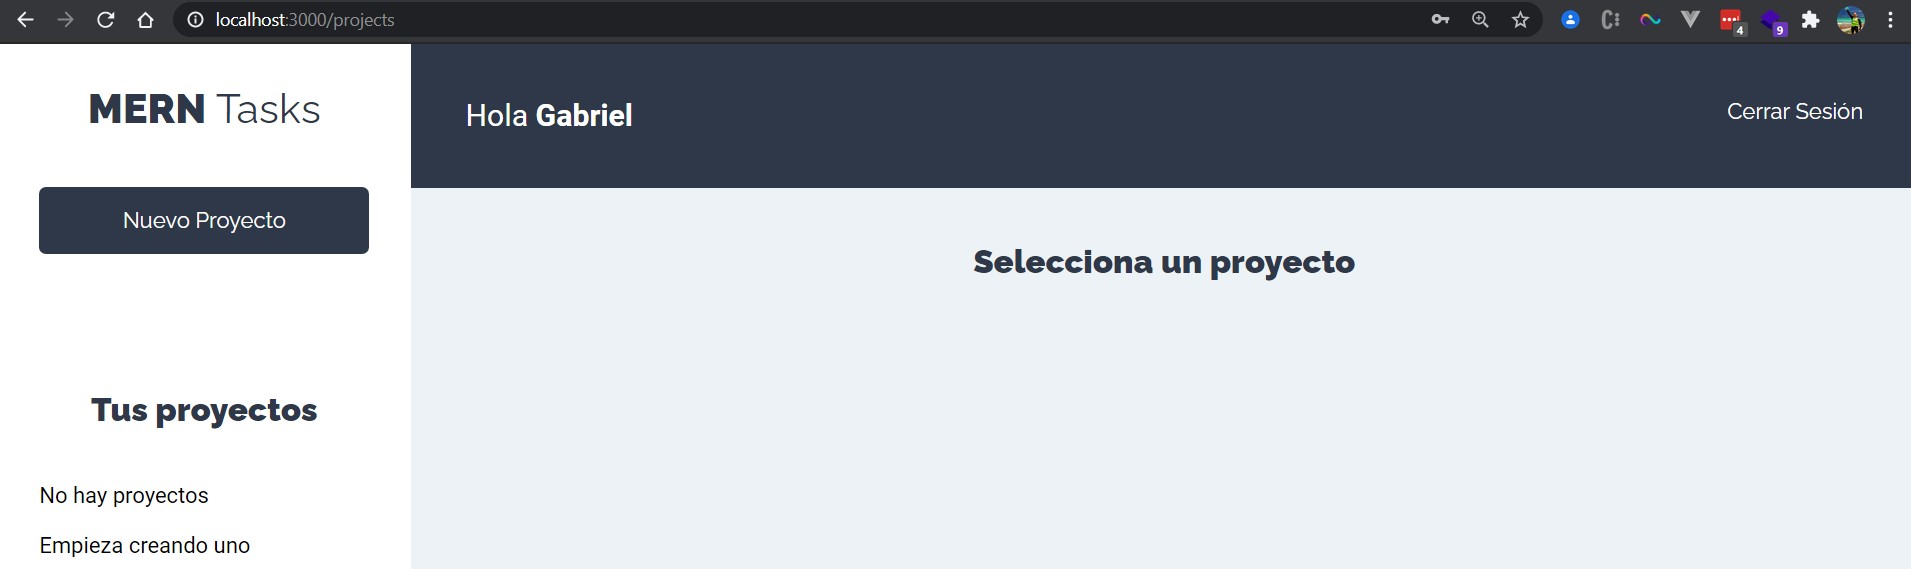 localhost:3000/projects
4
9
MERN Tasks
Hola Gabriel
Cerrar Sesión
Nuevo Proyecto
Selecciona un proyecto
Tus proyectos
No hay proyectos
Empieza creando uno